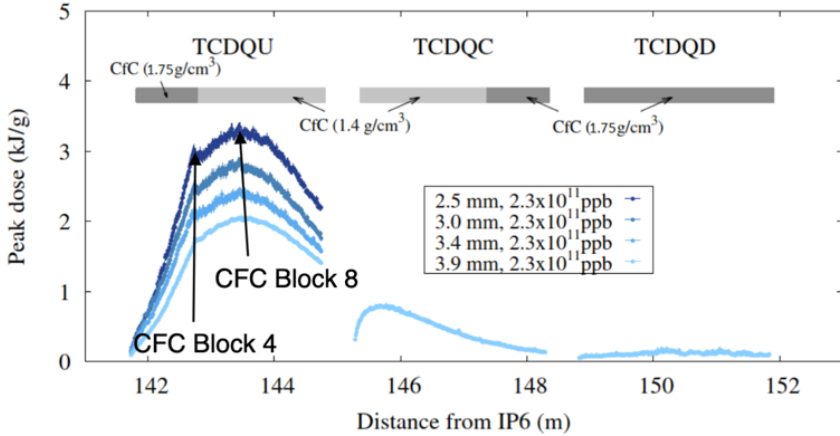 5
4
3
2
1
0
Peak dose (kJ/g)
TCDQU
TCDQC
TCDQD
CfC (1.75g/cm³)
CfC (1.4 g/cm³)
CfC (1.75g/cm³)
2.5 mm, 2.3x10¹¹ppb
3.0 mm, 2.3x10¹¹ppb
3.4 mm, 2.3x10¹¹ppb
3.9 mm, 2.3x10¹¹ppb
CFC Block 8
CFC Block 4
142 144 146 148 150 152
Distance from IP6 (m)